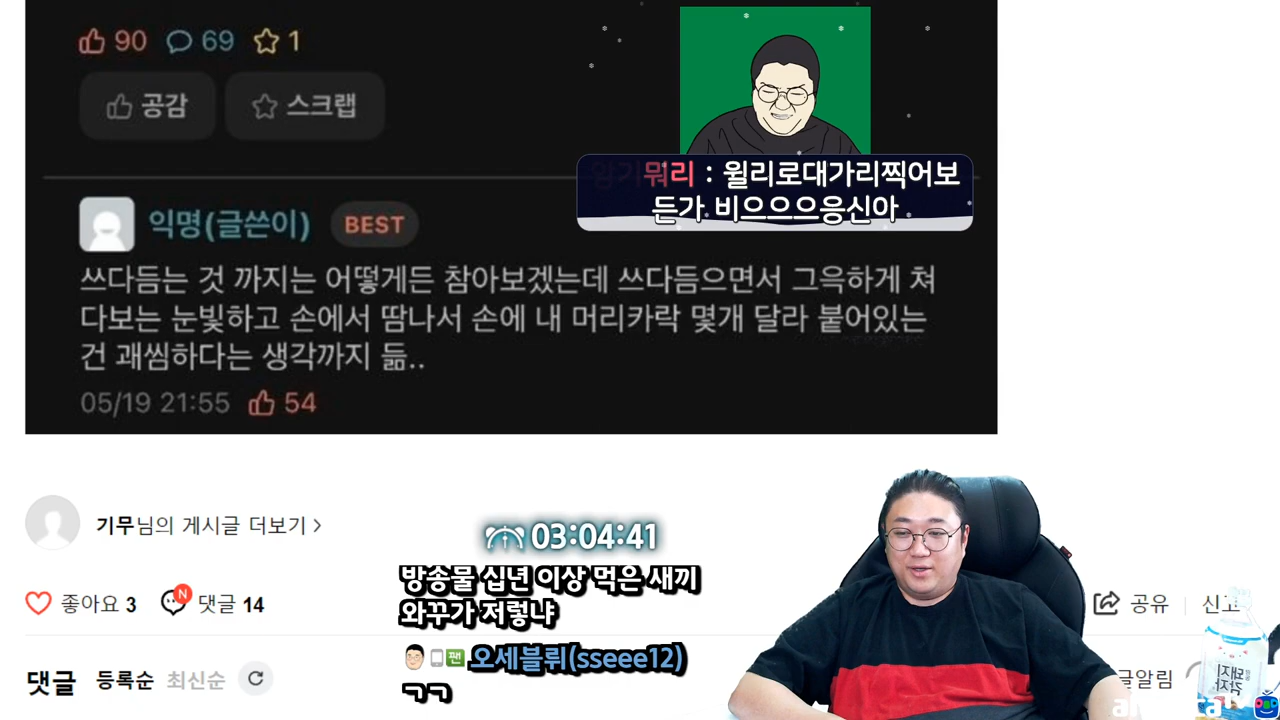 90 69 1
공감 스크랩
뭐리 : 윌리로대가리찍어보
든가 비으으으응신아
익명(글쓴이) BEST
쓰다듬는 것 까지는 어떻게든 참아보겠는데 쓰다듬으면서 그윽하게 쳐
다보는 눈빛하고 손에서 땀나서 손에 내 머리카락 몇개 달라 붙어있는
건 괘씸하다는 생각까지 듦..
05/19 21:55 54
기무님의 게시글 더보기 >
03:04:41
방송물 십년 이상 먹은 새끼
와꾸가 저렇냐
좋아요 3 N 댓글 14
공유 신고
팬 오세블뤼(sseee12)
ㄱㄱ
댓글 등록순 최신순
글알림